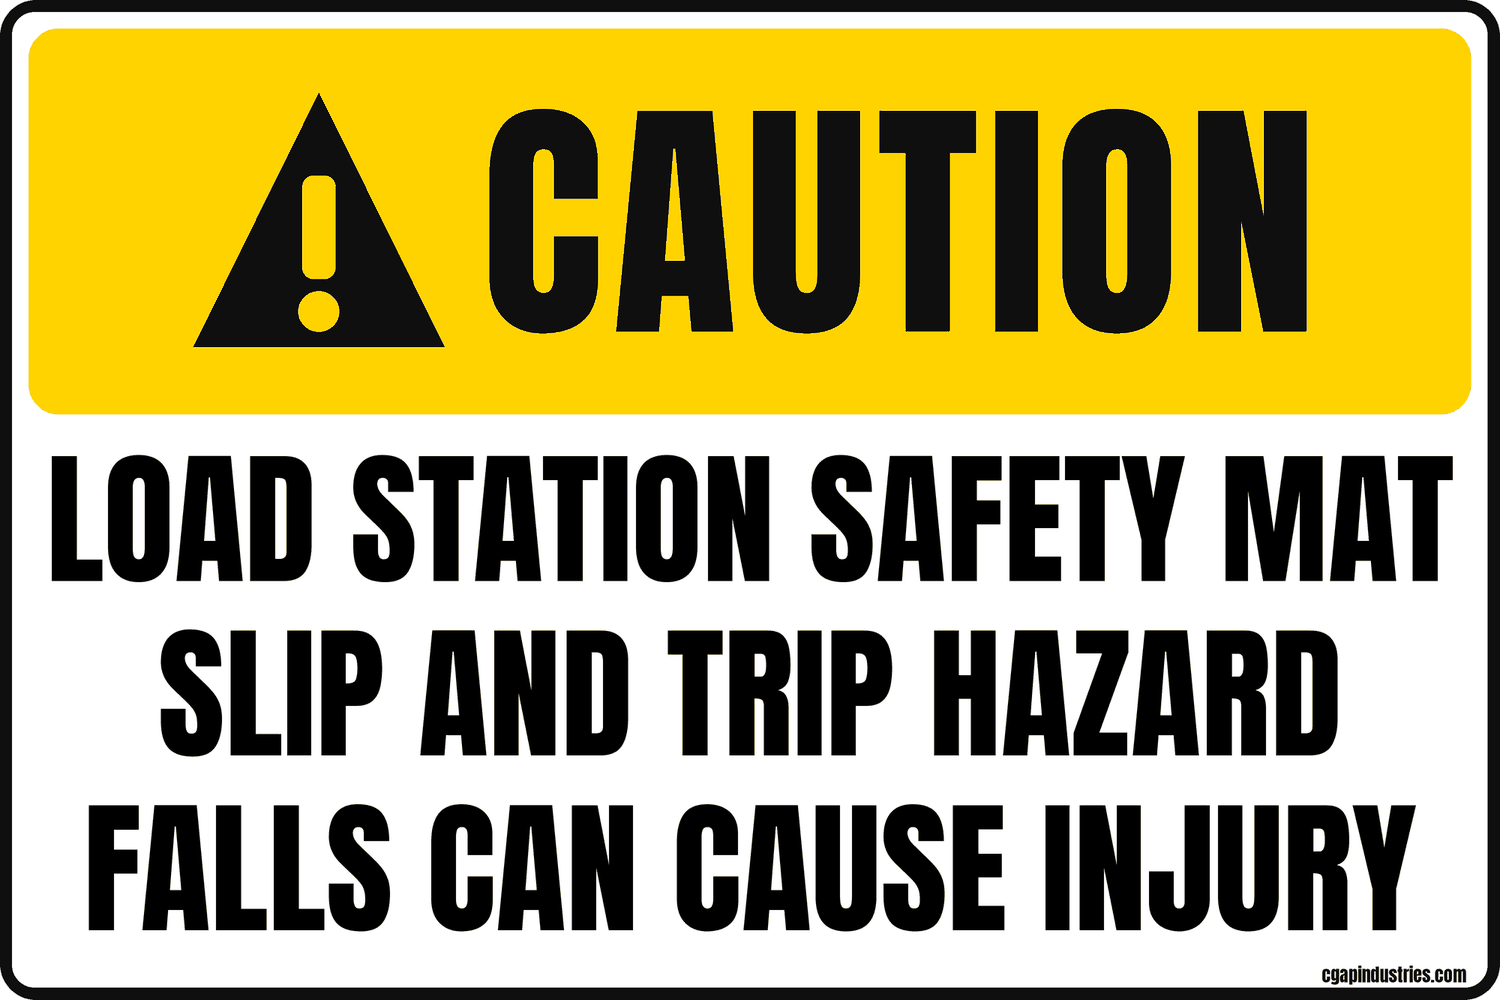 CAUTION
LOAD STATION SAFETY MAT
SLIP AND TRIP HAZARD
FALLS CAN CAUSE INJURY
cgapindustries.com